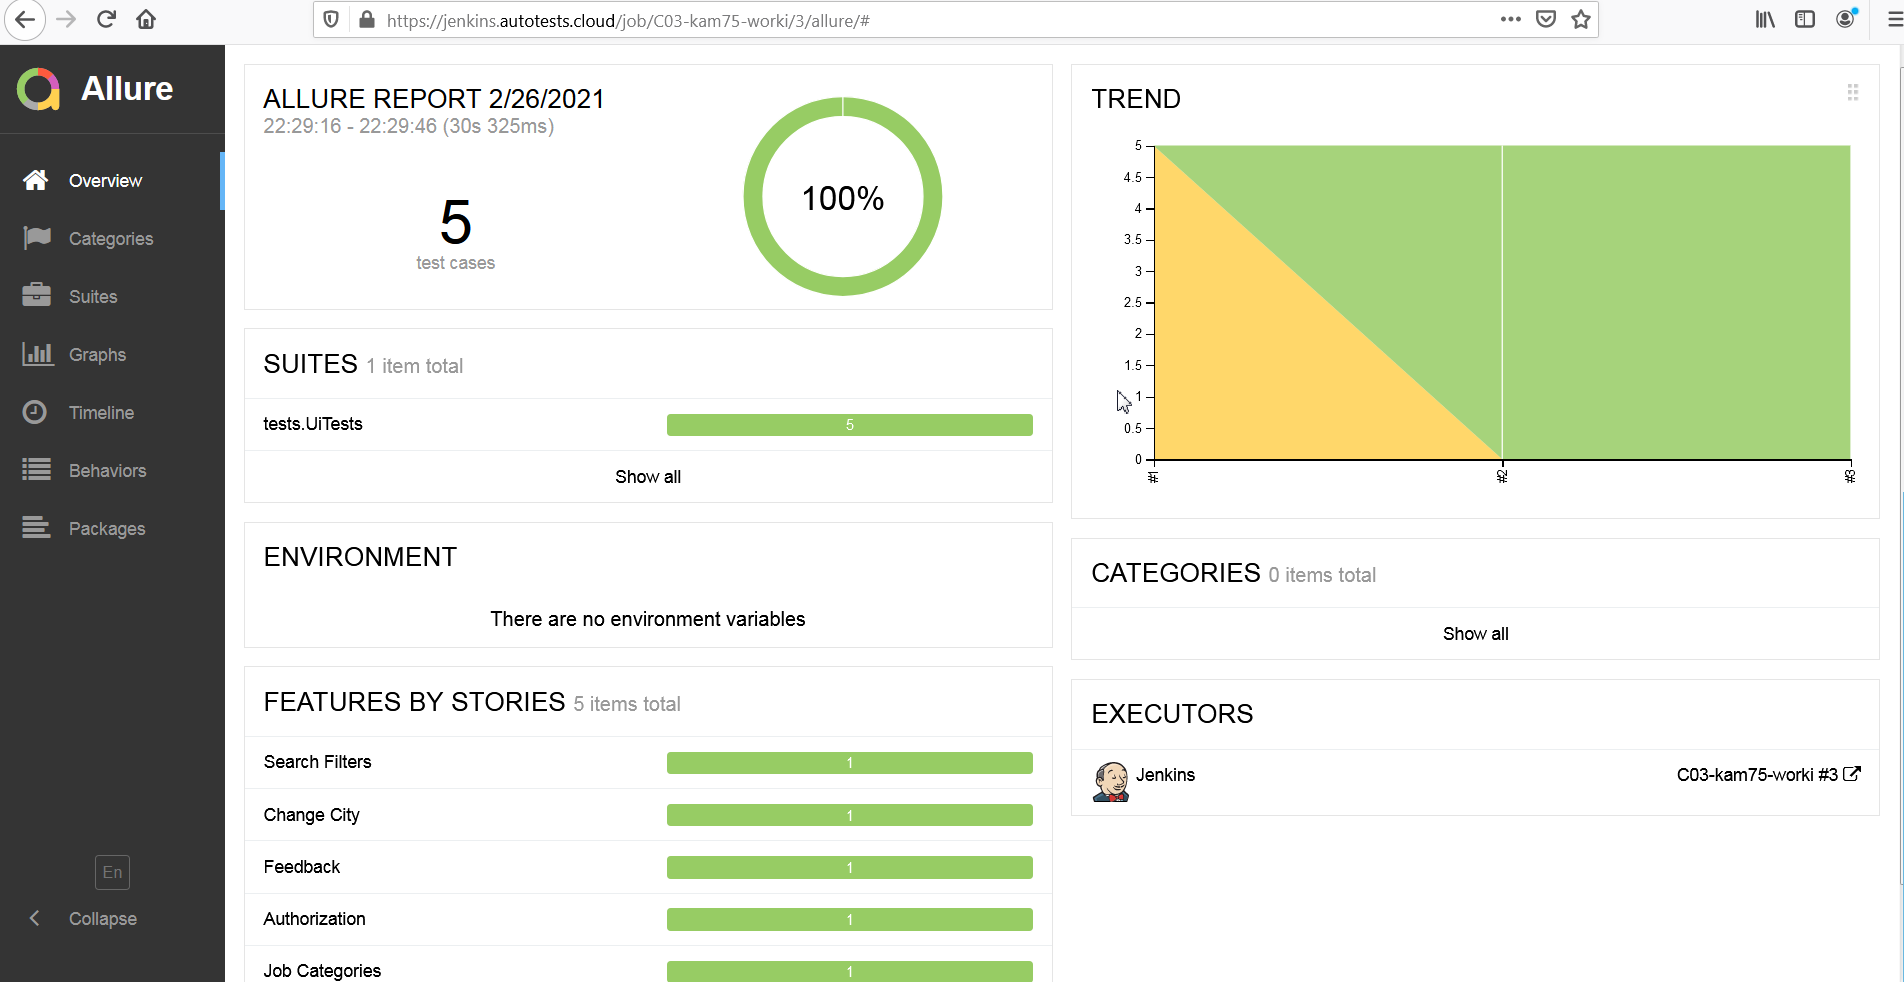 https://jenkins.autotests.cloud/job/C03-kam75-worki/3/allure/#
Allure
Overview
Categories
Suites
Graphs
Timeline
Behaviors
Packages
En
Collapse
ALLURE REPORT 2/26/2021
22:29:16 - 22:29:46 (30s 325ms)
5
test cases
100%
SUITES 1 item total
tests.UiTests 5
Show all
ENVIRONMENT
There are no environment variables
FEATURES BY STORIES 5 items total
Search Filters 1
Change City 1
Feedback 1
Authorization 1
Job Categories 1
TREND
5
4.5
4
3.5
3
2.5
2
1.5
1
0.5
0
#1
#2
#3
CATEGORIES 0 items total
Show all
EXECUTORS
Jenkins C03-kam75-worki #3